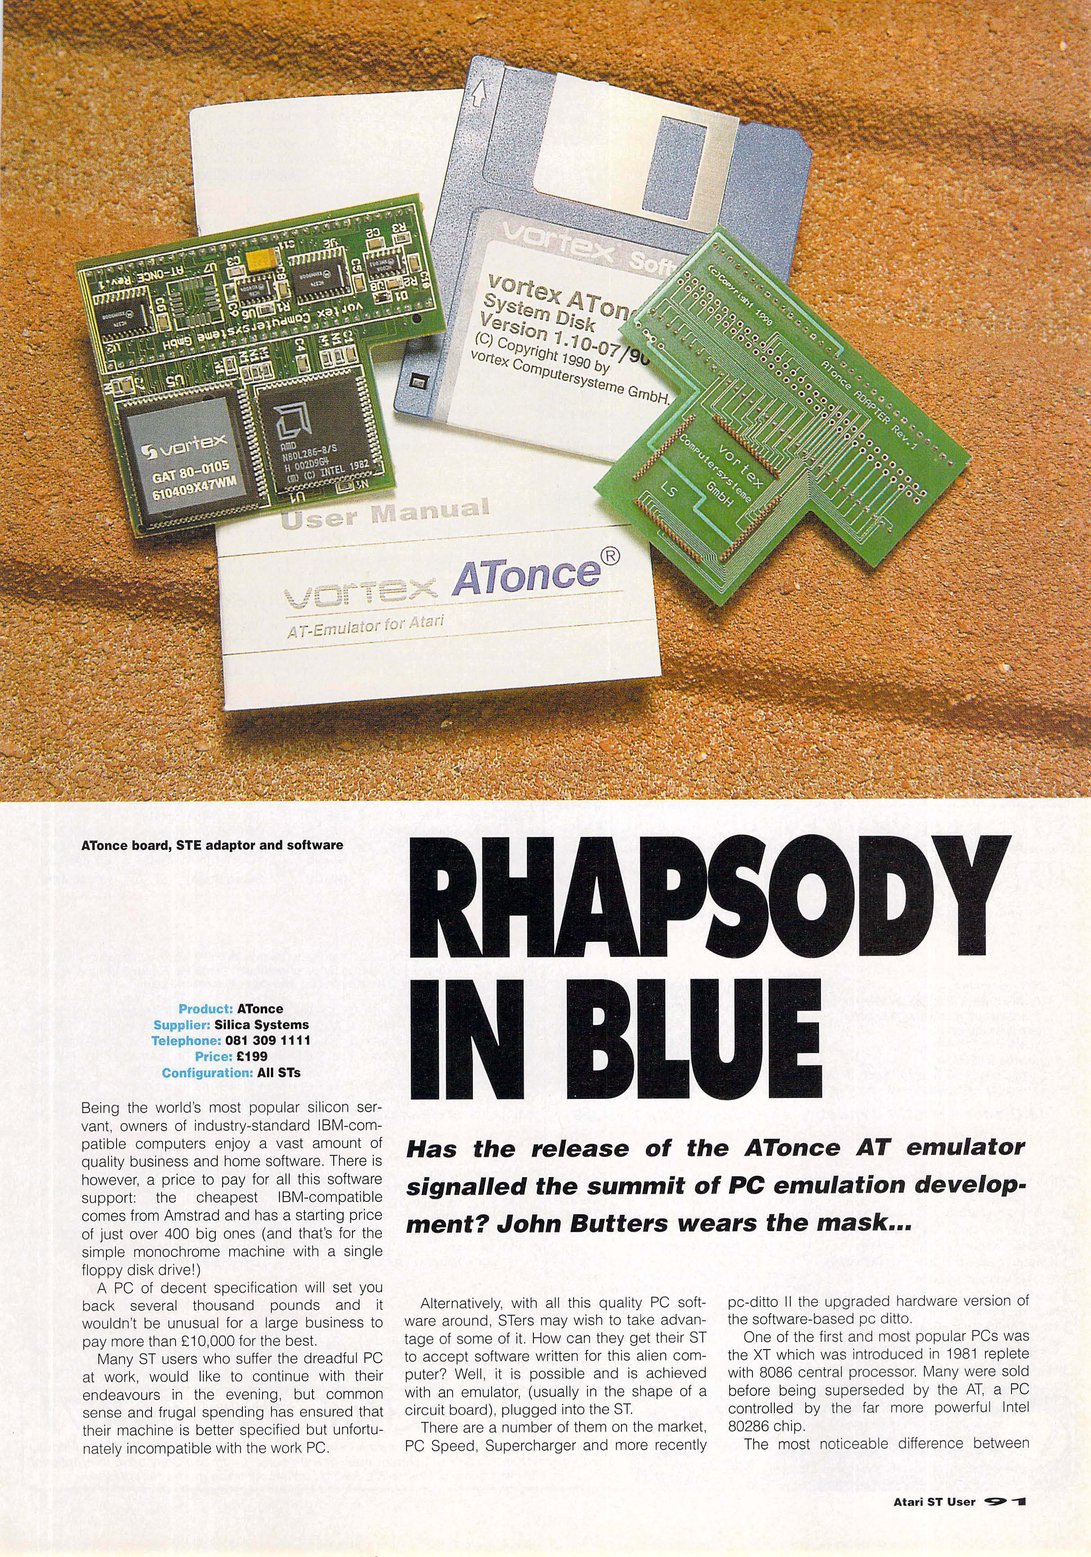 vortex Soft
vortex ATon
System Disk
Version 1.10-07/90
(C) Copyright 1990 by
vortex Computersysteme GmbH.
AT-ONCE Rev.1
vortex Computersysteme GmbH
vortex
GAT 80-0105
610409X47WM
AMD
N80L286-8/S
H 002D9G4
(M) (C) INTEL 1982
(C)Copyright 1990
ATonce ADAPTER Rev.1
vortex
Computersysteme
GmbH
LS
User Manual
vortex ATonce®
AT-Emulator for Atari
ATonce board, STE adaptor and software
RHAPSODY
IN BLUE
Has the release of the ATonce AT emulator
signalled the summit of PC emulation develop-
ment? John Butters wears the mask...
Product: ATonce
Supplier: Silica Systems
Telephone: 081 309 1111
Price: £199
Configuration: All STs
Being the world's most popular silicon ser-
vant, owners of industry-standard IBM-com-
patible computers enjoy a vast amount of
quality business and home software. There is
however, a price to pay for all this software
support: the cheapest IBM-compatible
comes from Amstrad and has a starting price
of just over 400 big ones (and that's for the
simple monochrome machine with a single
floppy disk drive!)
A PC of decent specification will set you
back several thousand pounds and it
wouldn't be unusual for a large business to
pay more than £10,000 for the best.
Many ST users who suffer the dreadful PC
at work, would like to continue with their
endeavours in the evening, but common
sense and frugal spending has ensured that
their machine is better specified but unfortu-
nately incompatible with the work PC.
Alternatively, with all this quality PC soft-
ware around, STers may wish to take advan-
tage of some of it. How can they get their ST
to accept software written for this alien com-
puter? Well, it is possible and is achieved
with an emulator, (usually in the shape of a
circuit board), plugged into the ST.
There are a number of them on the market,
PC Speed, Supercharger and more recently
pc-ditto II the upgraded hardware version of
the software-based pc ditto.
One of the first and most popular PCs was
the XT which was introduced in 1981 replete
with 8086 central processor. Many were sold
before being superseded by the AT, a PC
controlled by the far more powerful Intel
80286 chip.
The most noticeable difference between
Atari ST User 91